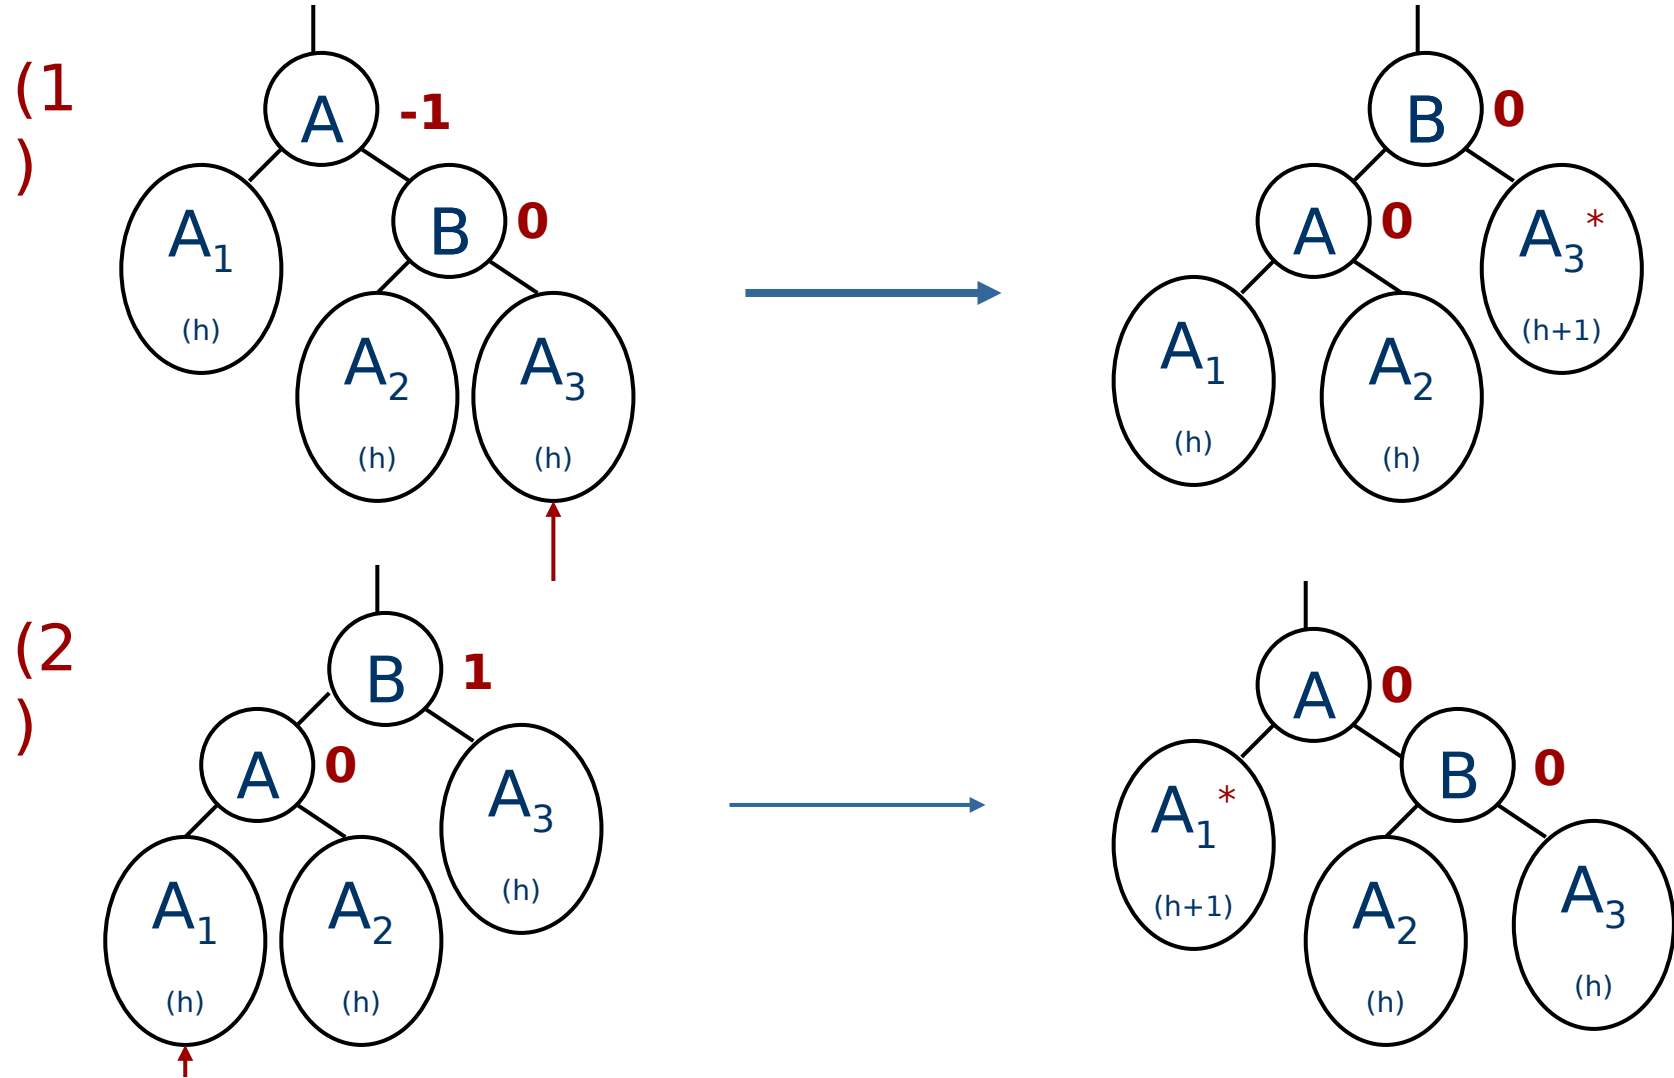 (1
)
A -1
A1
(h)
B 0
A2
(h)
A3
(h)
B 0
A 0
A3*
(h+1)
A1
(h)
A2
(h)
(2
)
B 1
A 0
A3
(h)
A1
(h)
A2
(h)
A 0
B 0
A1*
(h+1)
A2
(h)
A3
(h)